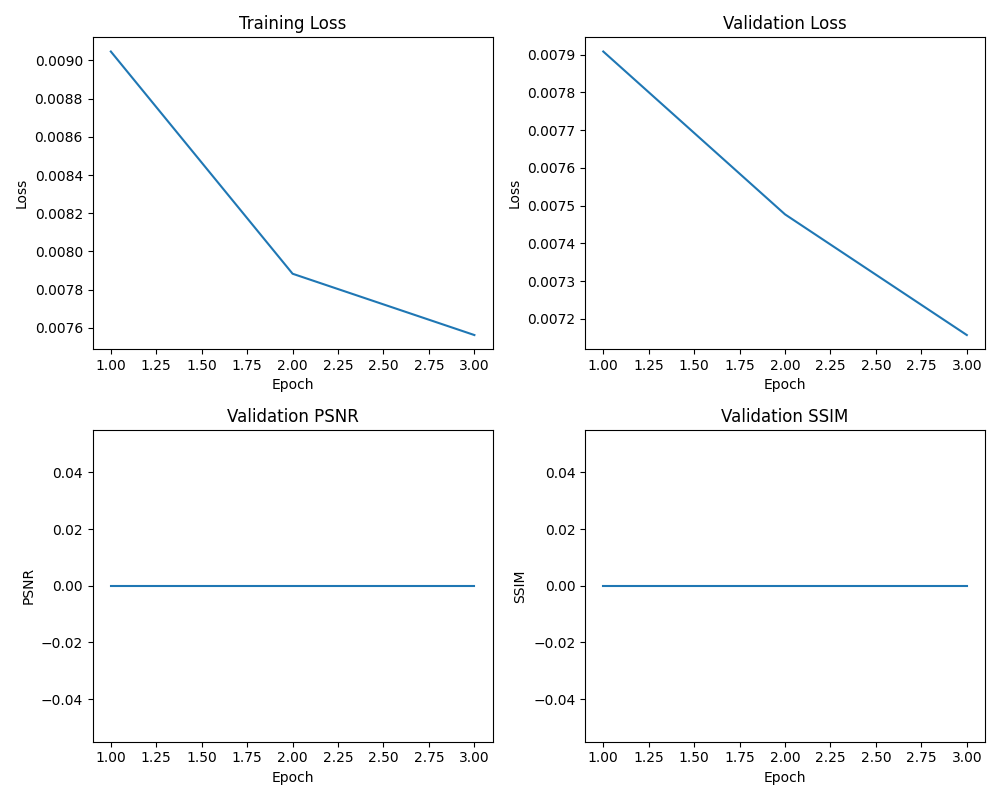 Training Loss
Loss
0.0090
0.0088
0.0086
0.0084
0.0082
0.0080
0.0078
0.0076
1.00 1.25 1.50 1.75 2.00 2.25 2.50 2.75 3.00
Epoch
Validation Loss
Loss
0.0079
0.0078
0.0077
0.0076
0.0075
0.0074
0.0073
0.0072
1.00 1.25 1.50 1.75 2.00 2.25 2.50 2.75 3.00
Epoch
Validation PSNR
PSNR
0.04
0.02
0.00
−0.02
−0.04
1.00 1.25 1.50 1.75 2.00 2.25 2.50 2.75 3.00
Epoch
Validation SSIM
SSIM
0.04
0.02
0.00
−0.02
−0.04
1.00 1.25 1.50 1.75 2.00 2.25 2.50 2.75 3.00
Epoch